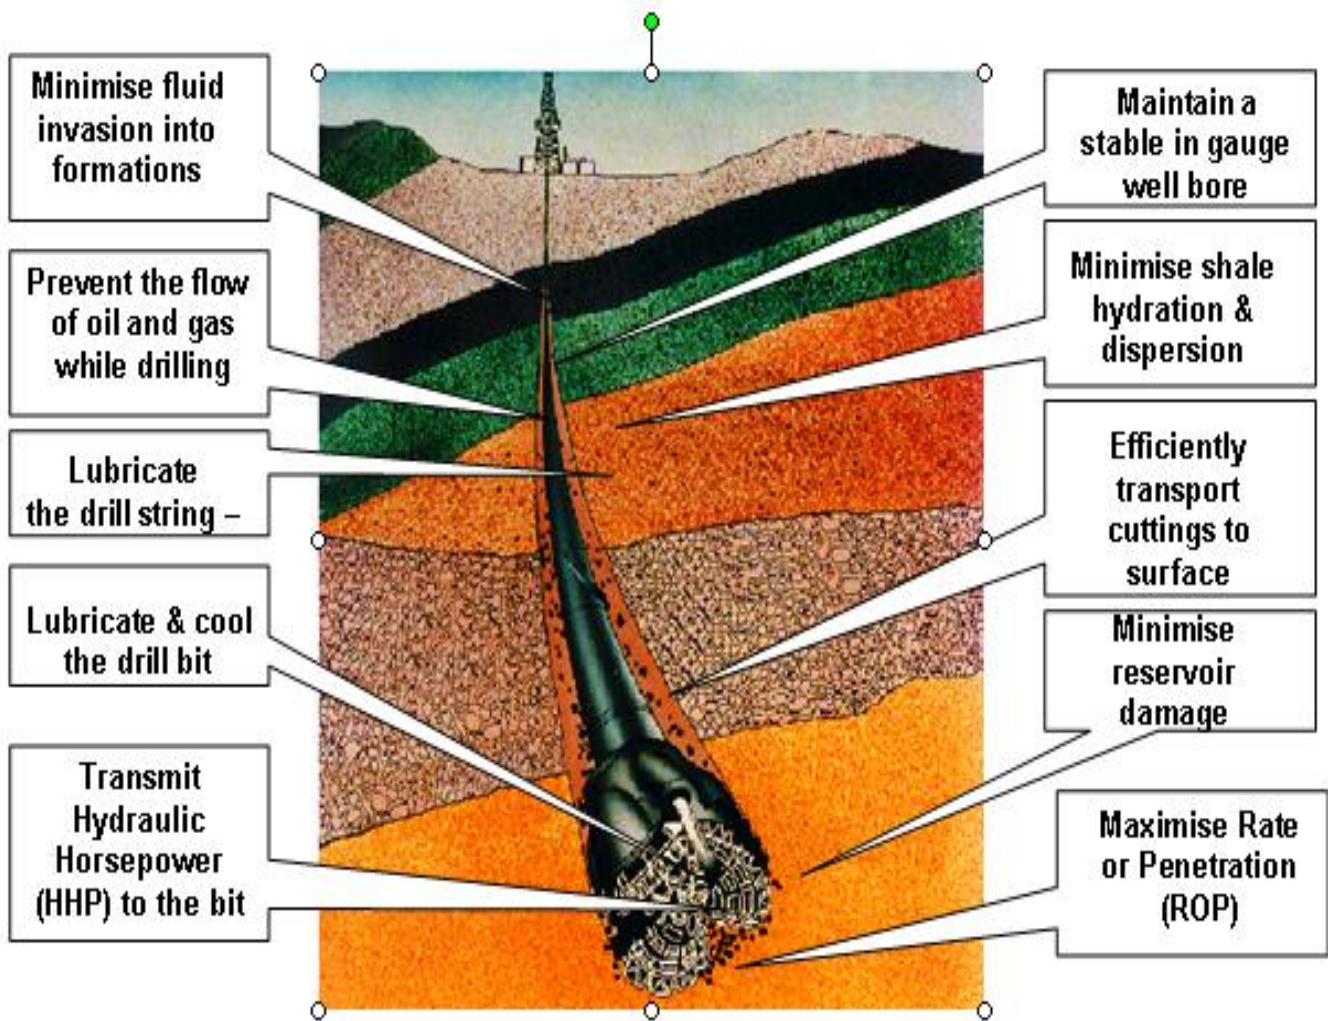 Minimise fluid
invasion into
formations
Prevent the flow
of oil and gas
while drilling
Lubricate
the drill string –
Lubricate & cool
the drill bit
Transmit
Hydraulic
Horsepower
(HHP) to the bit
Maintain a
stable in gauge
well bore
Minimise shale
hydration &
dispersion
Efficiently
transport
cuttings to
surface
Minimise
reservoir
damage
Maximise Rate
or Penetration
(ROP)